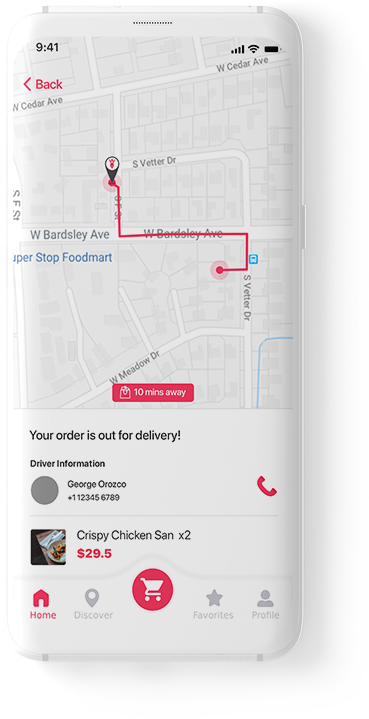 9:41
W Cedar Ave
Back
W Cedar Ave
S Vetter Dr
S F St
S F St
W Bardsley Ave
W Bardsley Ave
uper Stop Foodmart
S Vetter Dr
W Meadow Dr
10 mins away
Your order is out for delivery!
Driver Information
George Orozco
+112345 6789
Crispy Chicken San x2
$29.5
Home
Discover
Favorites
Profile